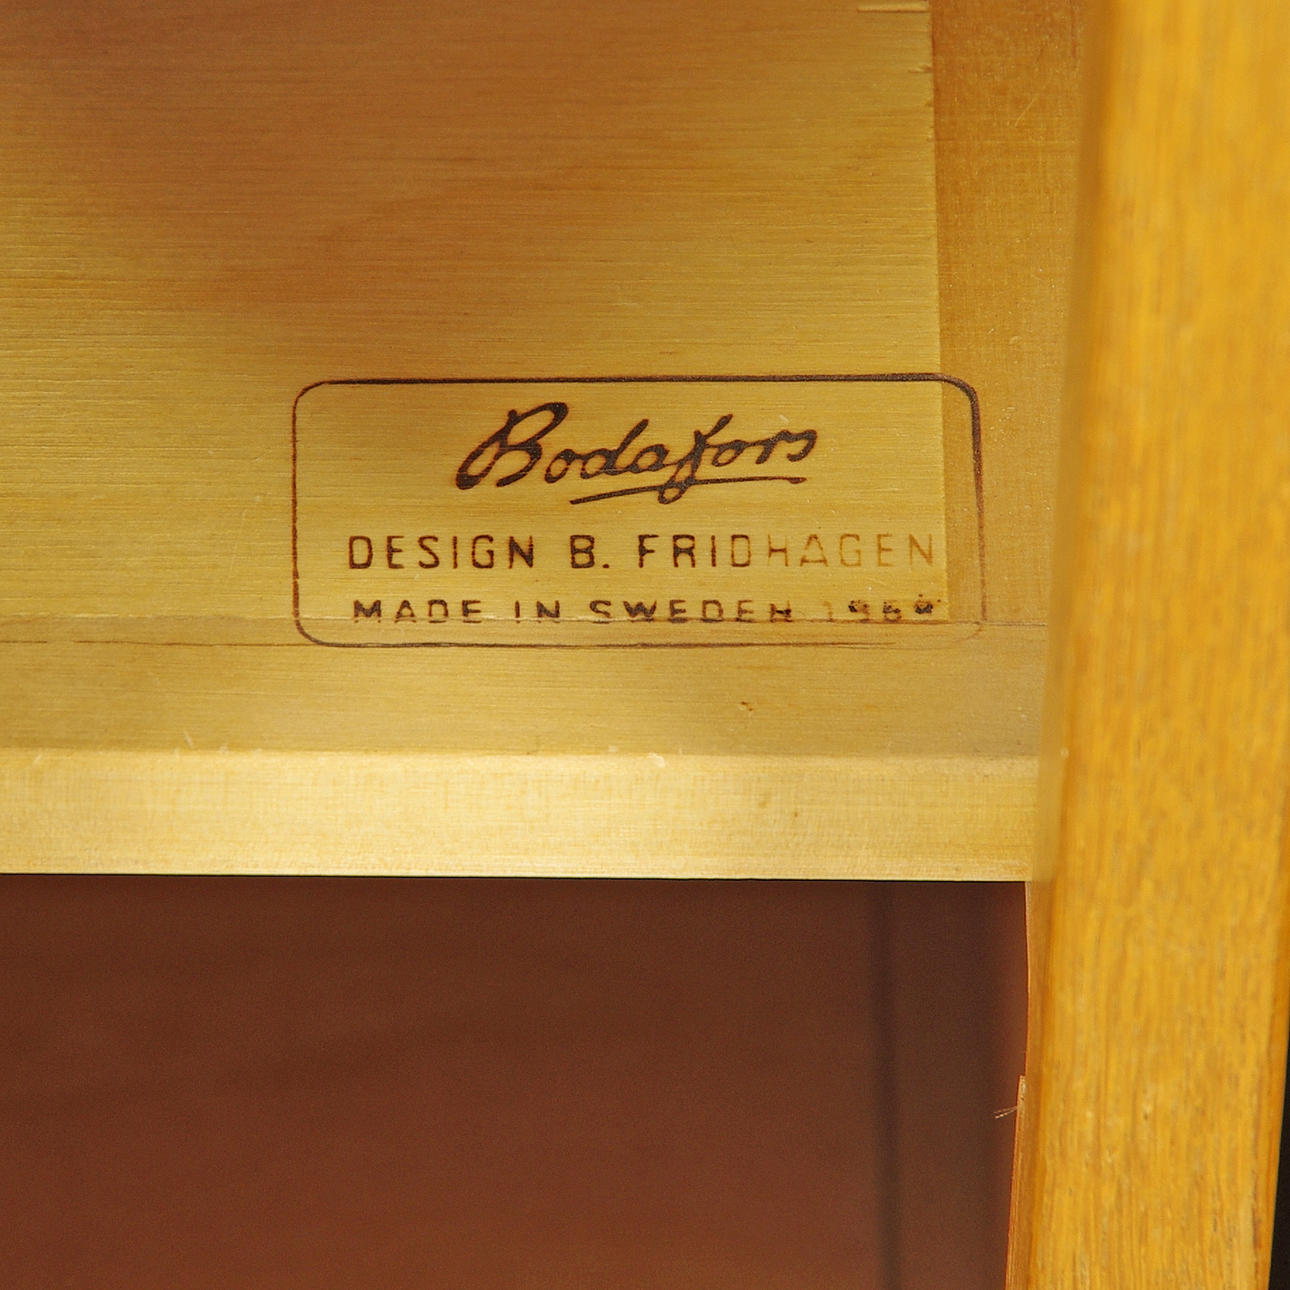 Bodafors
DESIGN B. FRIDHAGEN
MADE IN SWEDEN